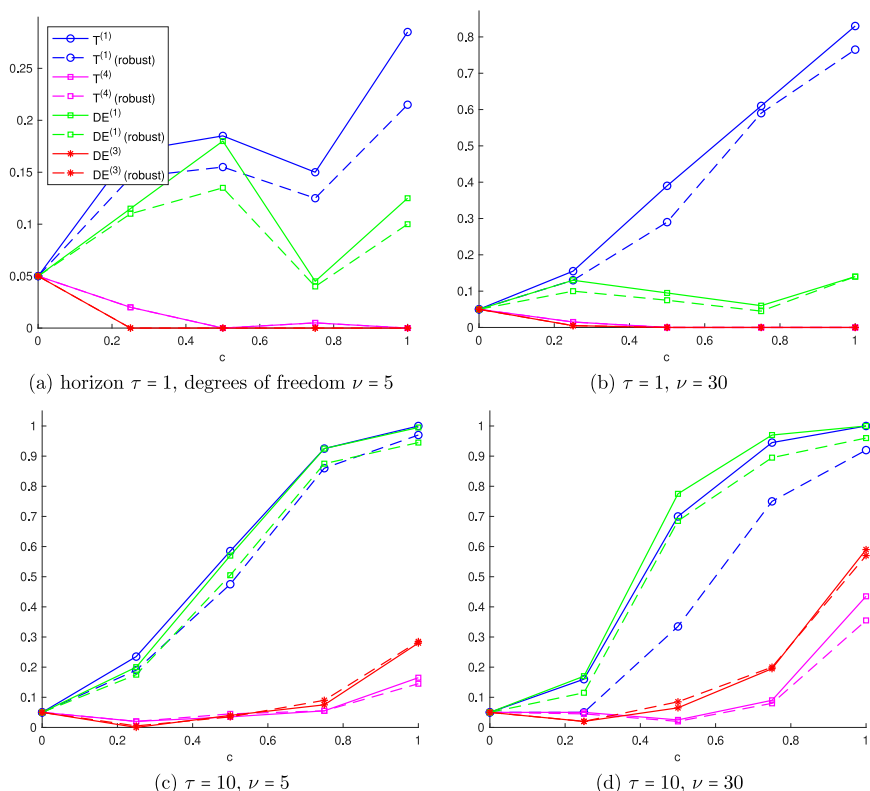 T(1)
T(1) (robust)
T(4)
T(4) (robust)
DE(1)
DE(1) (robust)
DE(3)
DE(3) (robust)
0.25
0.2
0.15
0.1
0.05
0
0 0.2 0.4 0.6 0.8 1
c
(a) horizon τ = 1, degrees of freedom ν = 5
0.8
0.7
0.6
0.5
0.4
0.3
0.2
0.1
0
0 0.2 0.4 0.6 0.8 1
c
(b) τ = 1, ν = 30
1
0.9
0.8
0.7
0.6
0.5
0.4
0.3
0.2
0.1
0
0 0.2 0.4 0.6 0.8 1
c
(c) τ = 10, ν = 5
1
0.9
0.8
0.7
0.6
0.5
0.4
0.3
0.2
0.1
0
0 0.2 0.4 0.6 0.8 1
c
(d) τ = 10, ν = 30